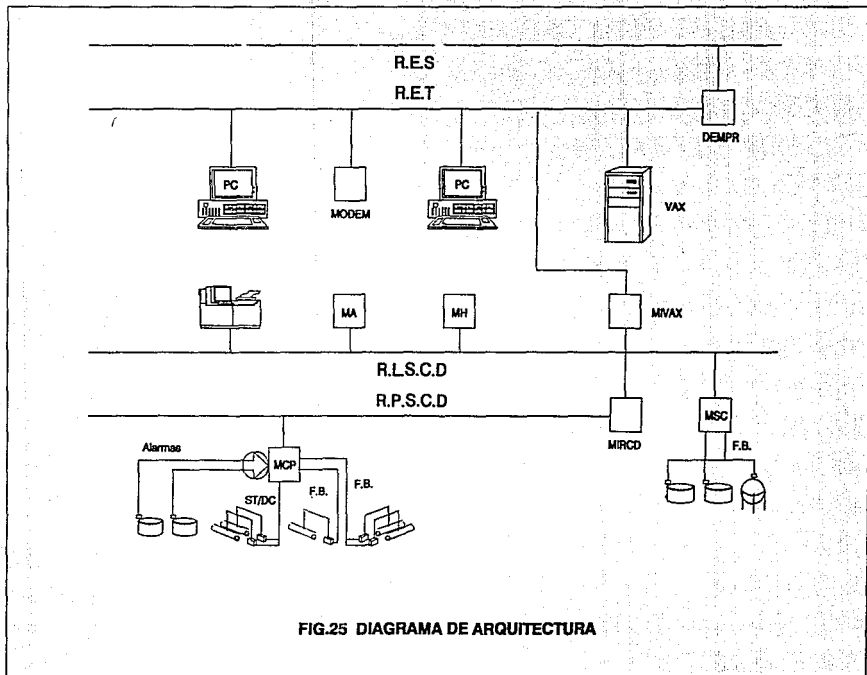 R.E.S
R.E.T
DEMPR
PC
MODEM
PC
VAX
MA
MH
MIVAX
R.L.S.C.D
R.P.S.C.D
MSC
MIRCD
F.B.
Alarmas
MCP
F.B.
ST/DC
F.B.
FIG.25 DIAGRAMA DE ARQUITECTURA